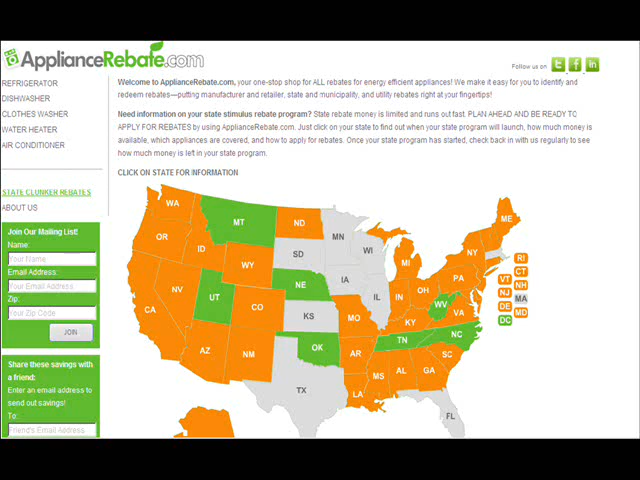 ApplianceRebate.com
Follow us on
REFRIGERATOR
DISHWASHER
CLOTHES WASHER
WATER HEATER
AIR CONDITIONER
STATE CLUNKER REBATES
ABOUT US
Join Our Mailing List!
Name:
Your Name
Email Address:
Your Email Address
Zip:
Your Zip Code
JOIN
Share these savings with
a friend:
Enter an email address to
send out savings!
To:
Friend's Email Address
Welcome to ApplianceRebate.com, your one-stop shop for ALL rebates for energy efficient appliances! We make it easy for you to identify and
redeem rebates—putting manufacturer and retailer, state and municipality, and utility rebates right at your fingertips!
Need information on your state stimulus rebate program? State rebate money is limited and runs out fast. PLAN AHEAD AND BE READY TO
APPLY FOR REBATES by using ApplianceRebate.com. Just click on your state to find out when your state program will launch, how much money is
available, which appliances are covered, and how to apply for rebates. Once your state program has started, check back in with us regularly to see
how much money is left in your state program.
CLICK ON STATE FOR INFORMATION
WA
MT
ND
MN
ME
OR
ID
SD
WI
MI
NY
WY
RI
CT
NV
UT
NE
IA
IL
IN
OH
PA
VT
NH
NJ
MA
CA
CO
KS
MO
KY
WV
VA
DE
MD
DC
AZ
NM
OK
AR
TN
NC
TX
LA
MS
AL
GA
SC
FL